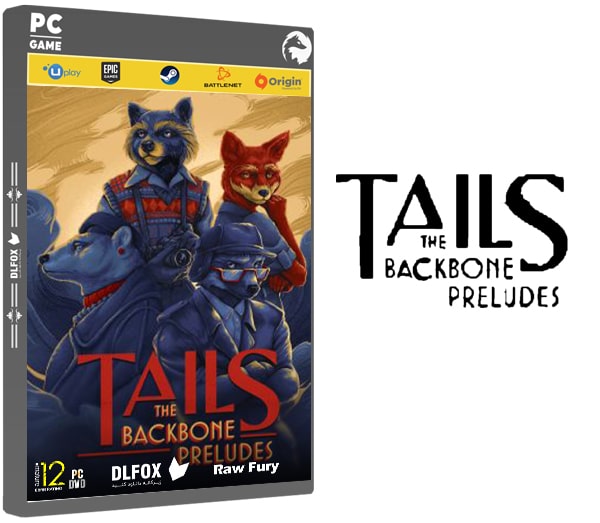 PC
GAME
Uplay
EPIC
GAMES
BATTLENET
Origin
DLFOX
TAILS
THE
BACKBONE
PRELUDES
12
PC
DVD
DLFOX
Raw Fury
TAILS
THE
BACKBONE
PRELUDES